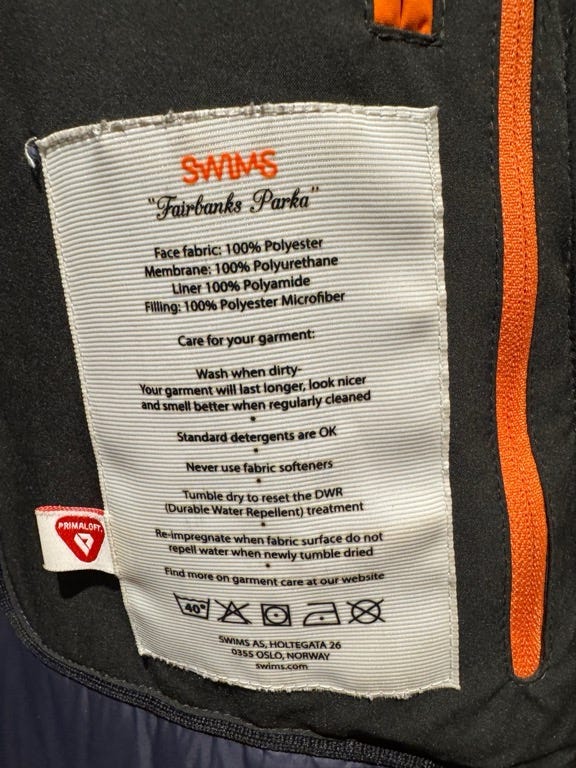 SWIMS
"Fairbanks Parka"
Face fabric: 100% Polyester
Membrane: 100% Polyurethane
Liner 100% Polyamide
Filling: 100% Polyester Microfiber
Care for your garment:
Wash when dirty-
Your garment will last longer, look nicer
and smell better when regularly cleaned
Standard detergents are OK
Never use fabric softeners
Tumble dry to reset the DWR
(Durable Water Repellent) treatment
Re-impregnate when fabric surface do not
repell water when newly tumble dried
Find more on garment care at our website
40°
SWIMS AS, HOLTEGATA 26
0355 OSLO, NORWAY
swims.com
PRIMALOFT